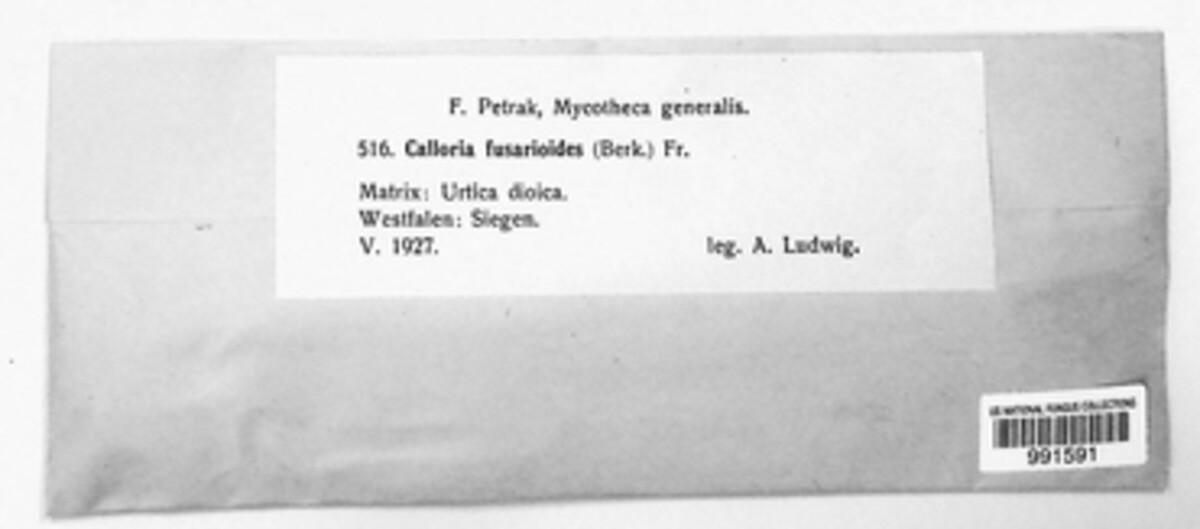 F. Petrak, Mycotheca generalis.
516. Calloria fusarioides (Berk.) Fr.
Matrix: Urtica dioica.
Westfalen: Siegen.
V. 1927. leg. A. Ludwig.
US NATIONAL FUNGUS COLLECTIONS
991591